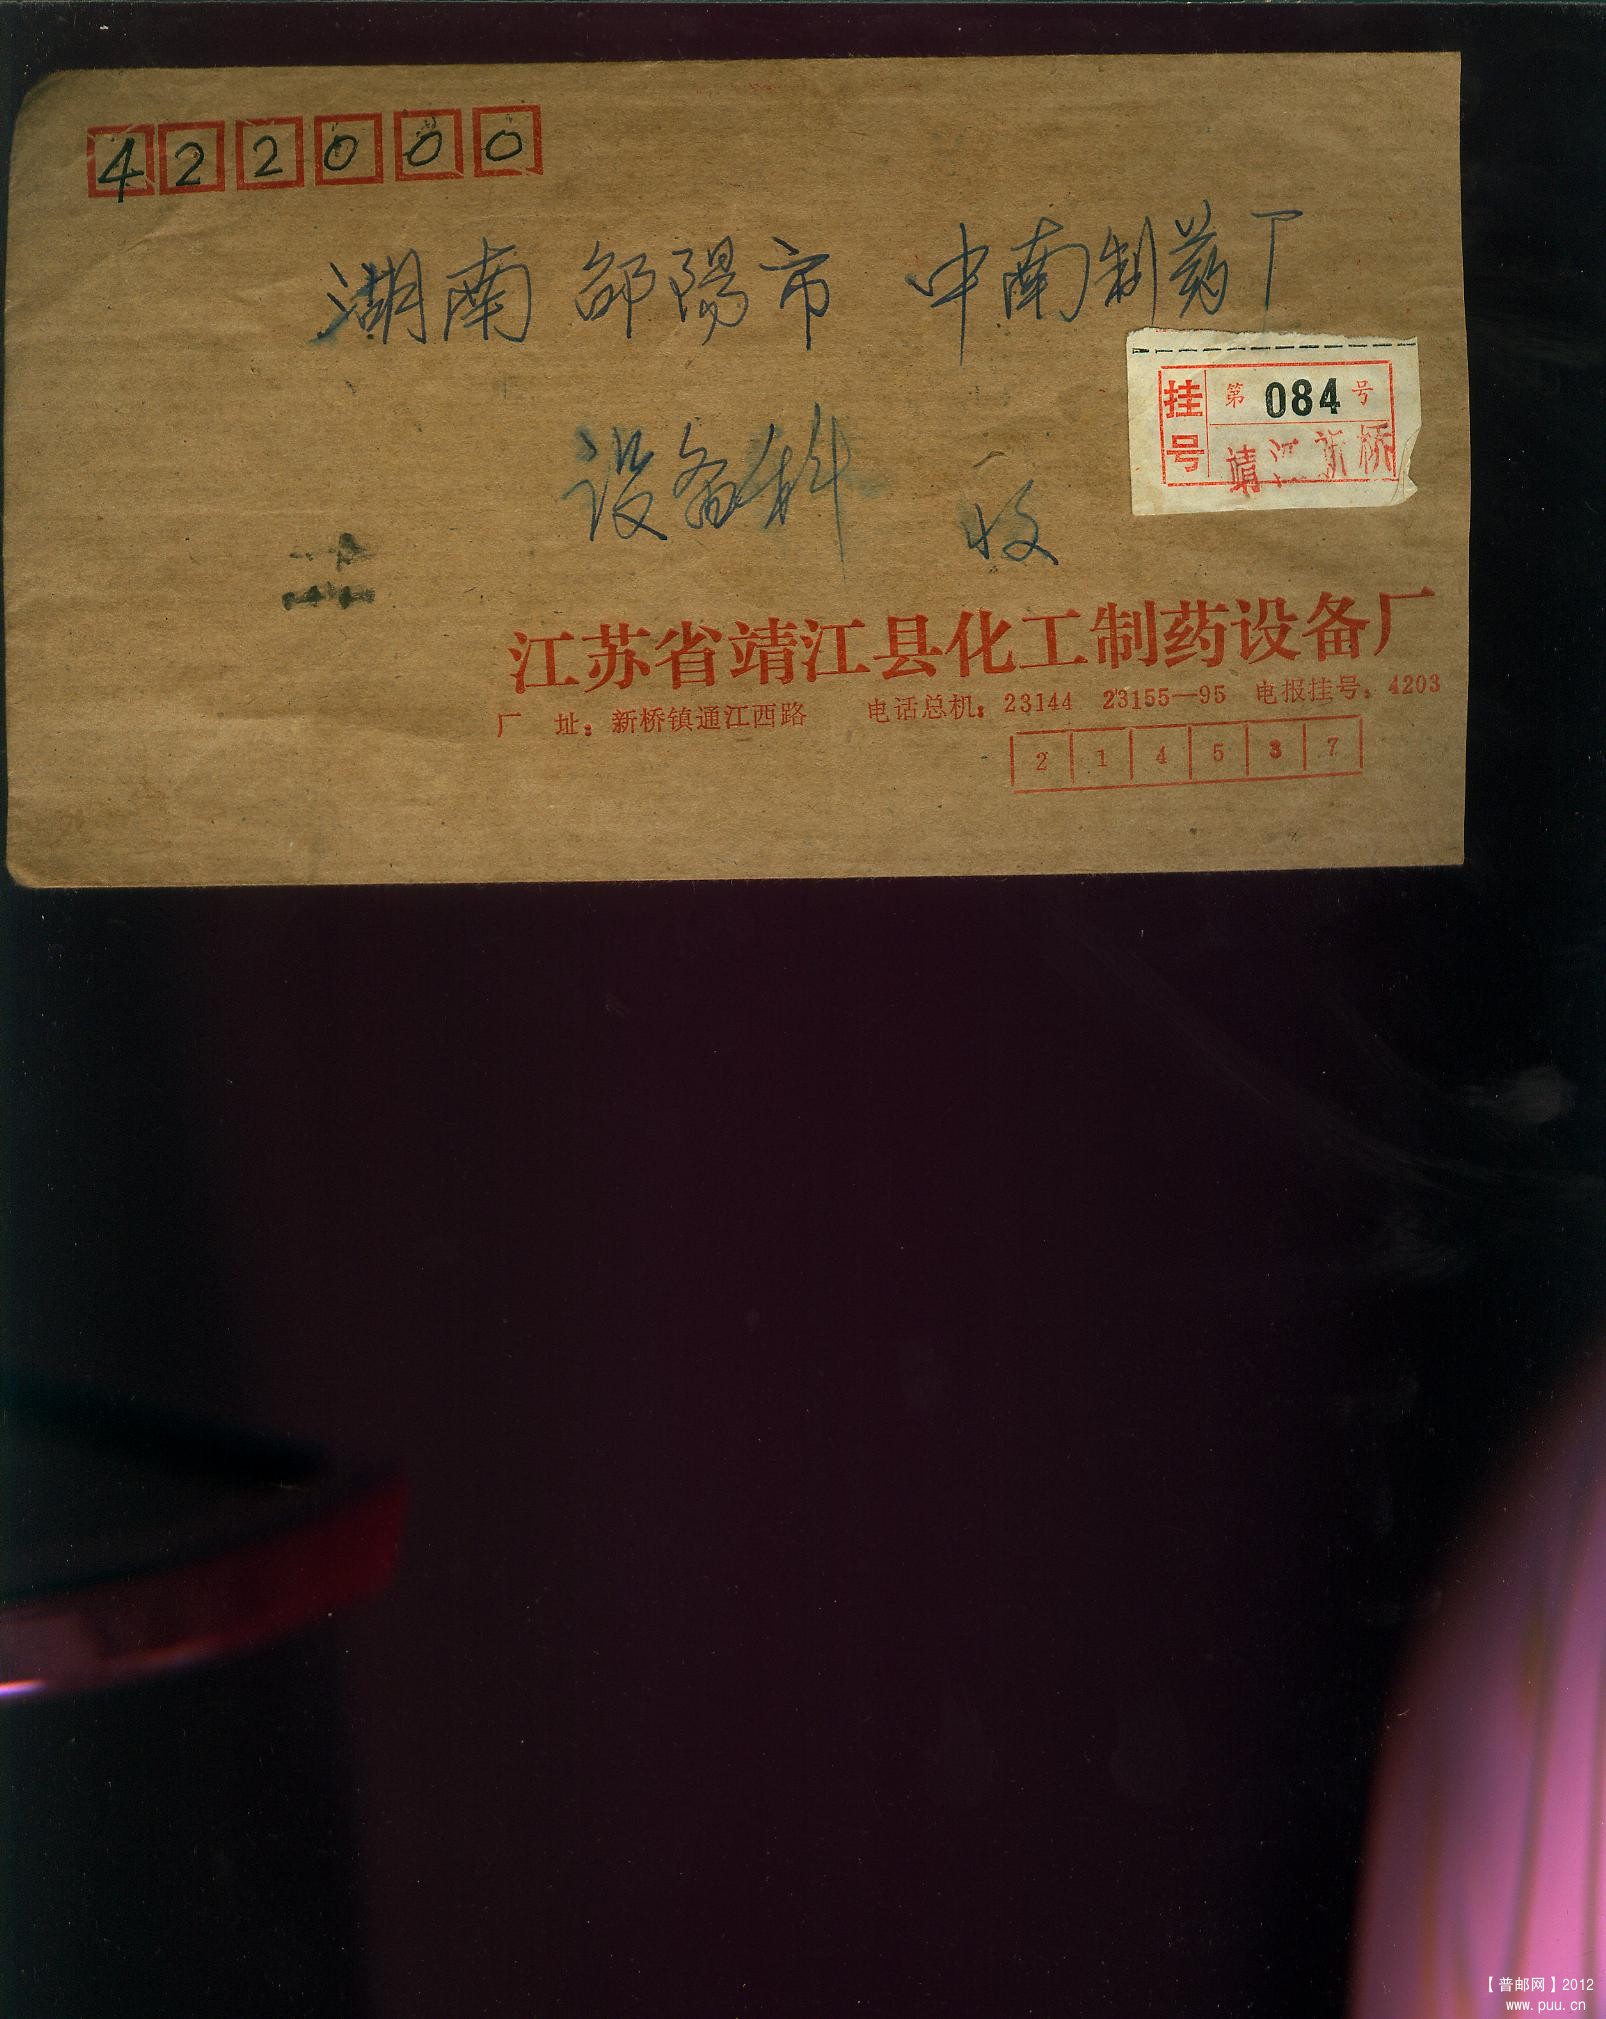 422000
湖南 邵陽市 中南制药厂
挂号 第 084 号
靖江新桥
设备科 收
江苏省靖江县化工制药设备厂
厂 址：新桥镇通江西路 电话总机：23144 23155—95 电报挂号：4203
214537
【普邮网】2012
www.puu.cn